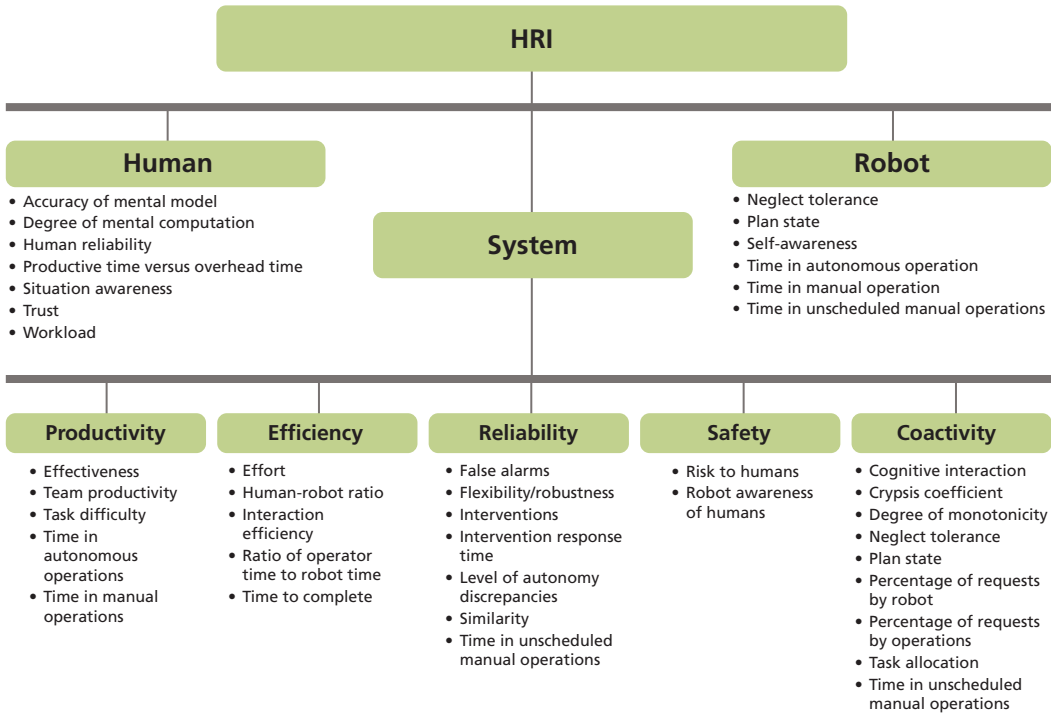 HRI
Human
• Accuracy of mental model
• Degree of mental computation
• Human reliability
• Productive time versus overhead time
• Situation awareness
• Trust
• Workload
System
Robot
• Neglect tolerance
• Plan state
• Self-awareness
• Time in autonomous operation
• Time in manual operation
• Time in unscheduled manual operations
Productivity
• Effectiveness
• Team productivity
• Task difficulty
• Time in
autonomous
operations
• Time in manual
operations
Efficiency
• Effort
• Human-robot ratio
• Interaction
efficiency
• Ratio of operator
time to robot time
• Time to complete
Reliability
• False alarms
• Flexibility/robustness
• Interventions
• Intervention response
time
• Level of autonomy
discrepancies
• Similarity
• Time in unscheduled
manual operations
Safety
• Risk to humans
• Robot awareness
of humans
Coactivity
• Cognitive interaction
• Crypsis coefficient
• Degree of monotonicity
• Neglect tolerance
• Plan state
• Percentage of requests
by robot
• Percentage of requests
by operations
• Task allocation
• Time in unscheduled
manual operations